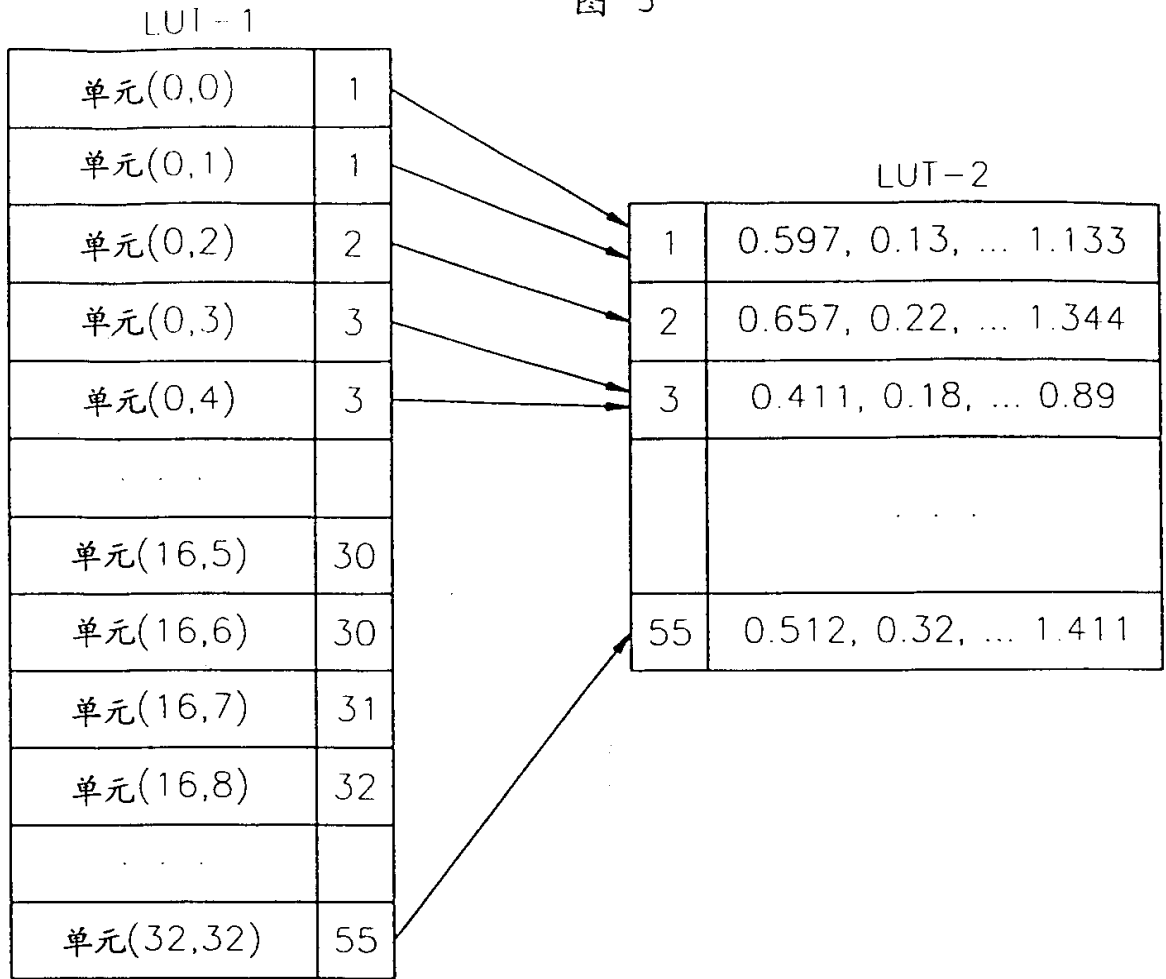 图
LUT-1
单元(0,0) 1
单元(0,1) 1
单元(0,2) 2
单元(0,3) 3
单元(0,4) 3
. . .
单元(16,5) 30
单元(16,6) 30
单元(16,7) 31
单元(16,8) 32
. . .
单元(32,32) 55
LUT-2
1 0.597, 0.13, ... 1.133
2 0.657, 0.22, ... 1.344
3 0.411, 0.18, ... 0.89
. . .
55 0.512, 0.32, ... 1.411